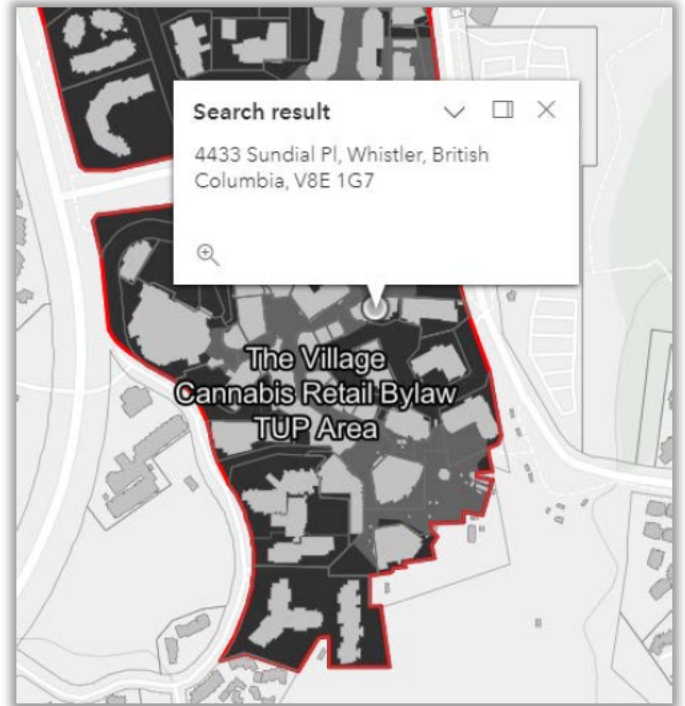 Search result
4433 Sundial Pl, Whistler, British
Columbia, V8E 1G7
The Village
Cannabis Retail Bylaw
TUP Area